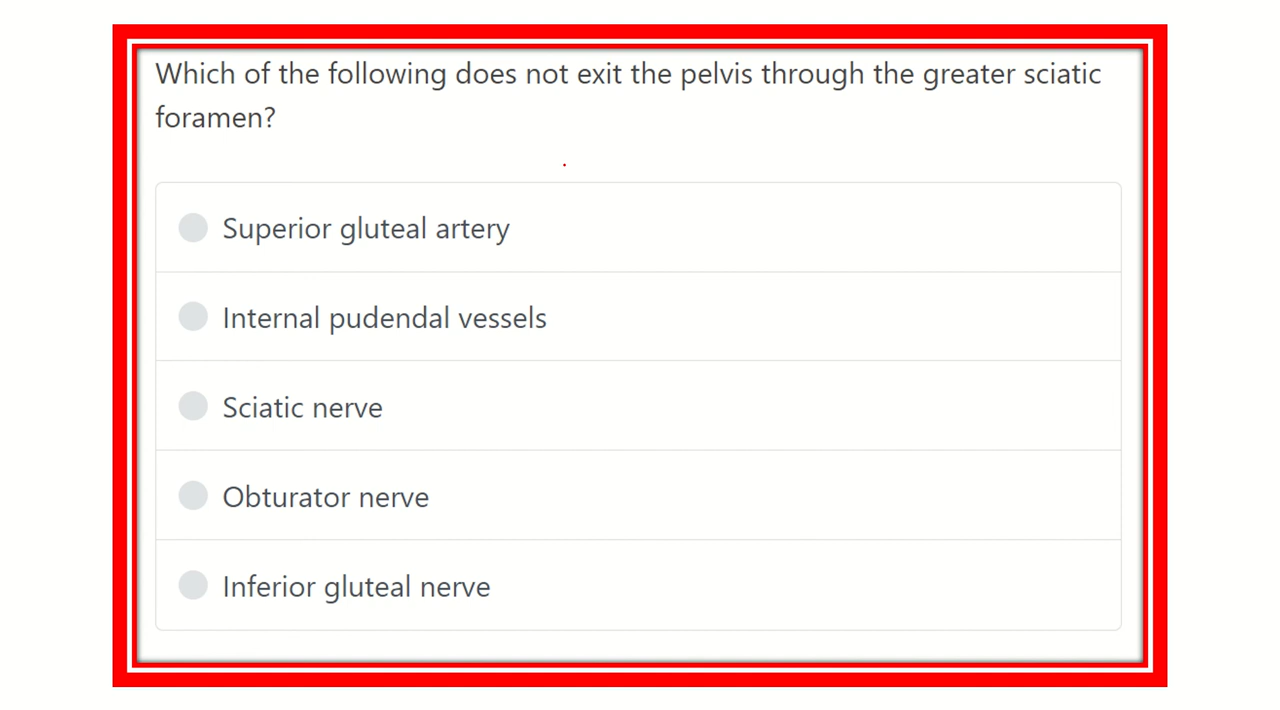 Which of the following does not exit the pelvis through the greater sciatic
foramen?
Superior gluteal artery
Internal pudendal vessels
Sciatic nerve
Obturator nerve
Inferior gluteal nerve